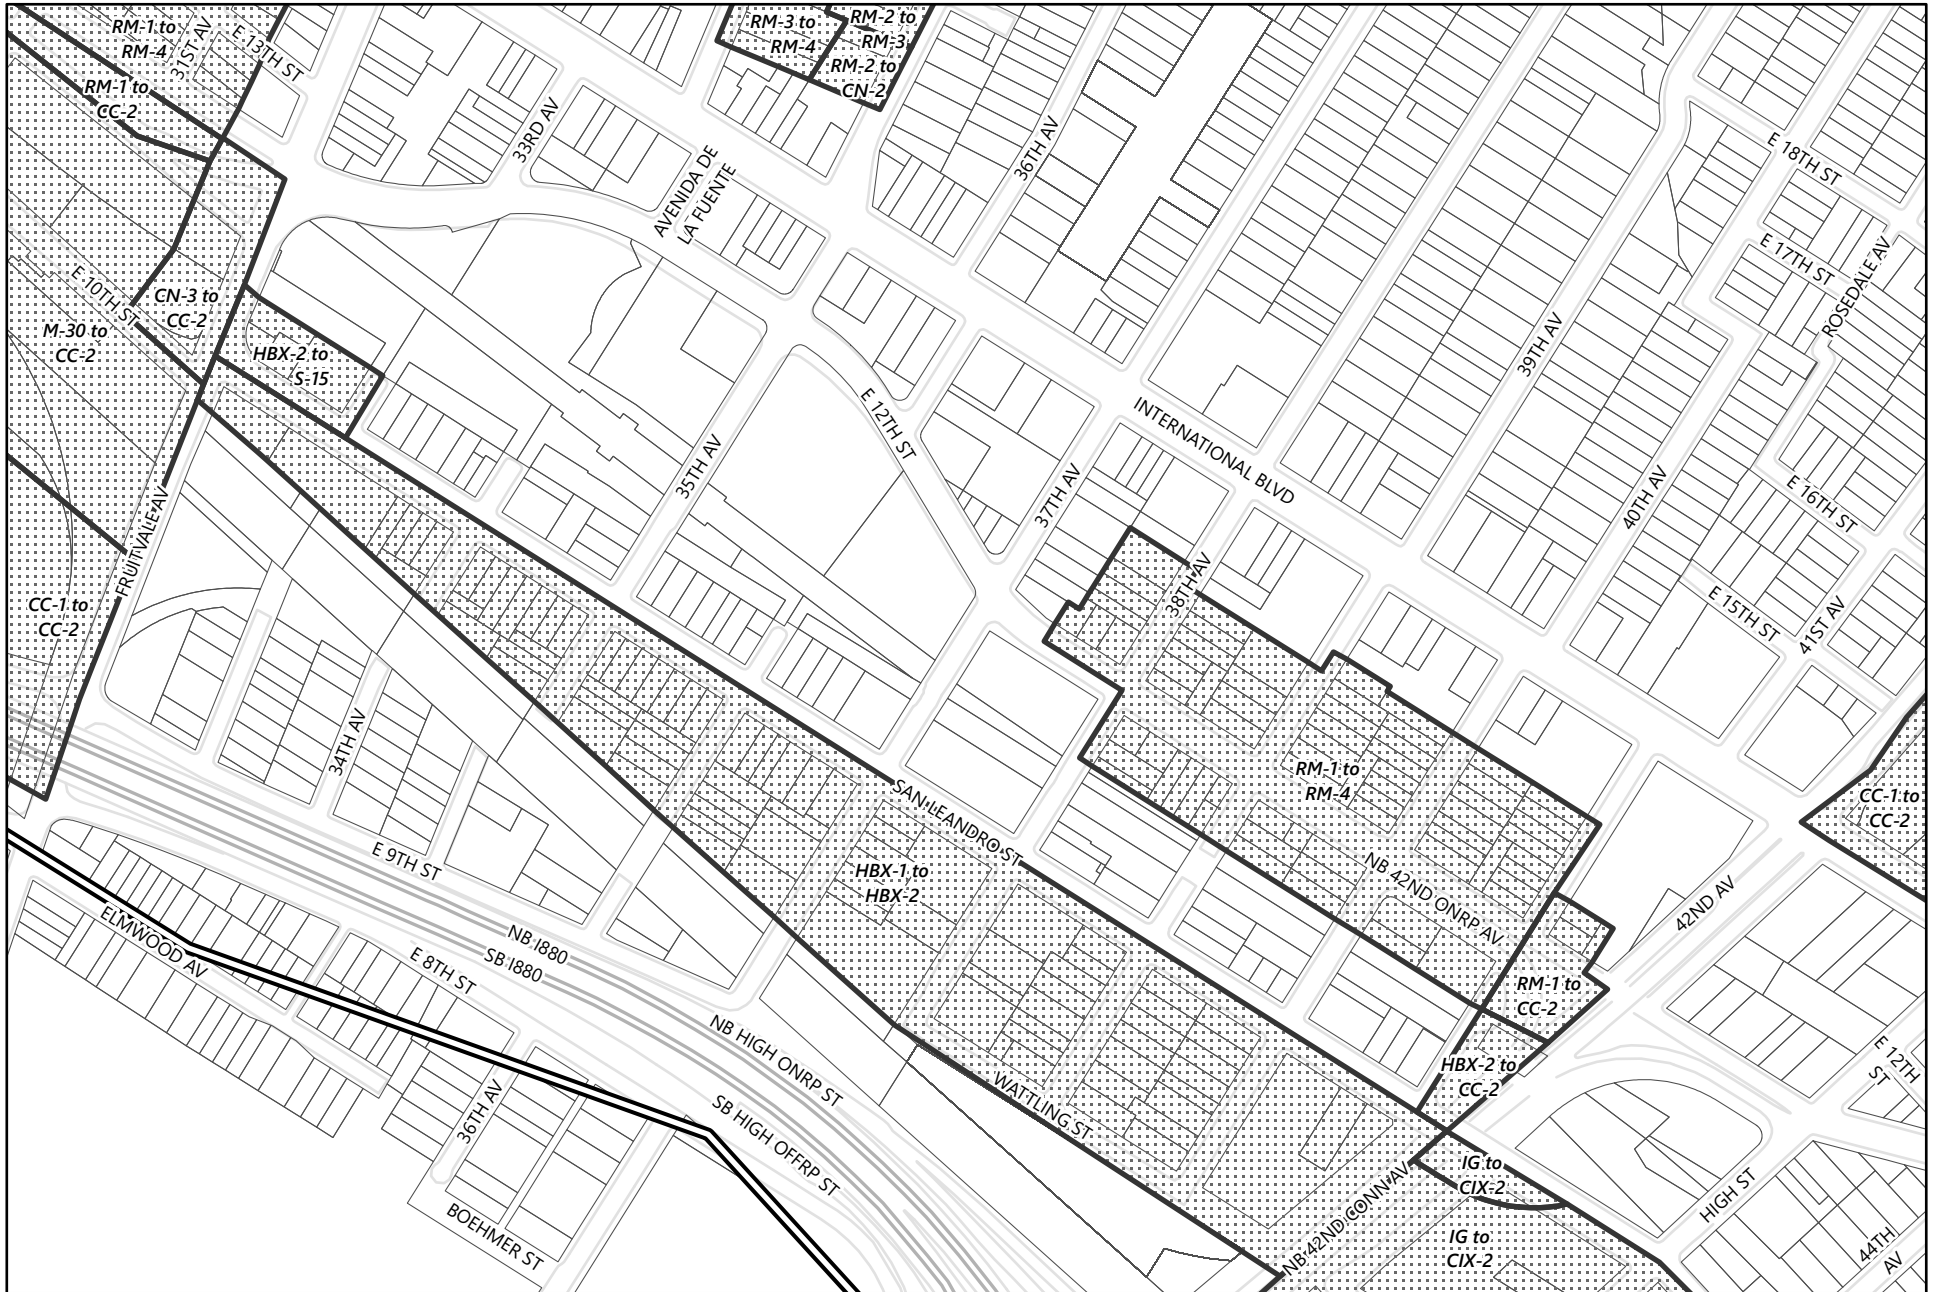 RM-1 to
RM-4
31ST AV
E 13TH ST
RM-3 to
RM-4
RM-2 to
RM-3
RM-2 to
CN-2
RM-1 to
CC-2
33RD AV
AVENIDA DE
LA FUENTE
36TH AV
E 18TH ST
E 17TH ST
ROSEDALE AV
E 10TH ST
CN-3 to
CC-2
M-30 to
CC-2
HBX-2 to
S-15
39TH AV
E 12TH ST
INTERNATIONAL BLVD
35TH AV
37TH AV
40TH AV
E 16TH ST
FRUITVALE AV
38TH AV
E 15TH ST
41ST AV
CC-1 to
CC-2
34TH AV
RM-1 to
RM-4
SAN LEANDRO ST
CC-1 to
CC-2
E 9TH ST
HBX-1 to
HBX-2
NB 42ND ONRP AV
42ND AV
ELMWOOD AV
NB I880
SB I880
E 8TH ST
RM-1 to
CC-2
NB HIGH ONRP ST
SB HIGH OFFRP ST
WATTLING ST
HBX-2 to
CC-2
E 12TH
ST
36TH AV
IG to
CIX-2
HIGH ST
NB 42ND CONN AV
BOEHMER ST
IG to
CIX-2
44TH
AV